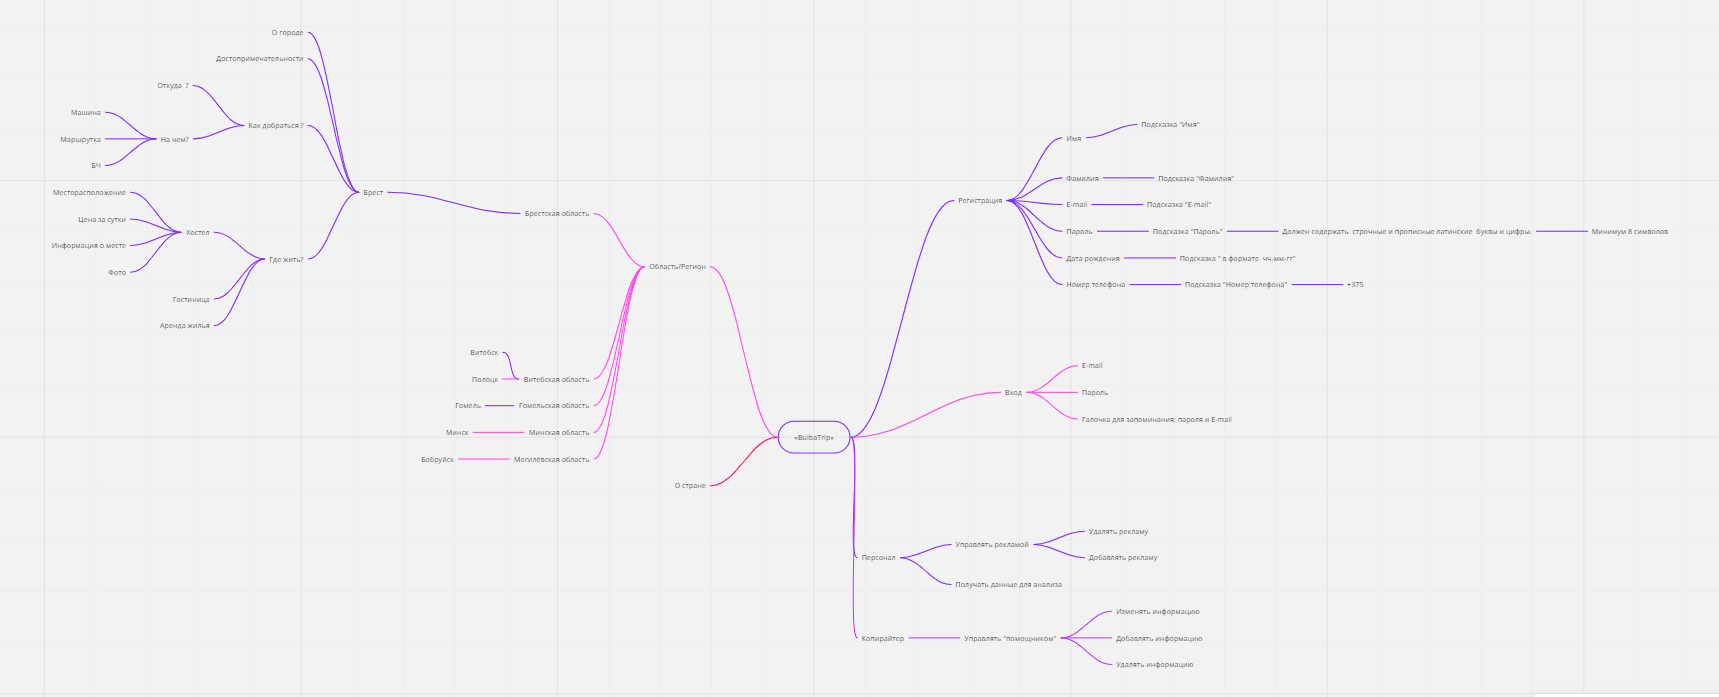 О городе
Достопримечательности
Откуда ?
Машина
Маршрутка
На чем?
Как добраться ?
БЧ
Месторасположение
Цена за сутки
Информация о месте
Фото
Хостел
Где жить?
Гостиница
Аренда жилья
Брест
Брестская область
Область/Регион
Витебск
Полоцк
Витебская область
Гомель
Гомельская область
Минск
Минская область
Бобруйск
Могилёвская область
О стране
«BulbaTrip»
Регистрация
Имя
Подсказка "Имя"
Фамилия
Подсказка "Фамилия"
E-mail
Подсказка "E-mail"
Пароль
Подсказка "Пароль"
Должен содержать строчные и прописные латинские буквы и цифры.
Минимум 8 символов
Дата рождения
Подсказка " в формате чч-мм-гг"
Номер телефона
Подсказка "Номер телефона"
+375
Вход
E-mail
Пароль
Галочка для запоминания: пароля и E-mail
Персонал
Управлять рекламой
Удалять рекламу
Добавлять рекламу
Получать данные для анализа
Копирайтер
Управлять "помощником"
Изменять информацию
Добавлять информацию
Удалять информацию